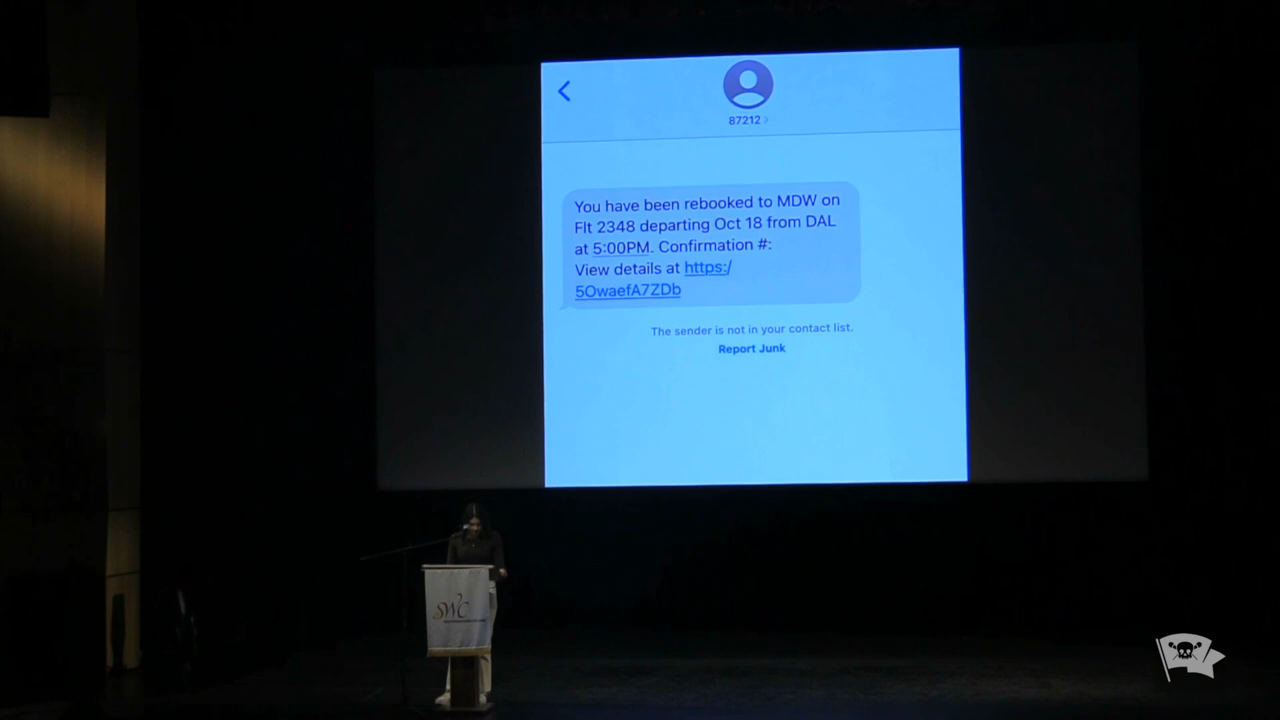 87212
You have been rebooked to MDW on
Flt 2348 departing Oct 18 from DAL
at 5:00PM. Confirmation #:
View details at https:/
5OwaefA7ZDb
The sender is not in your contact list.
Report Junk
SWC